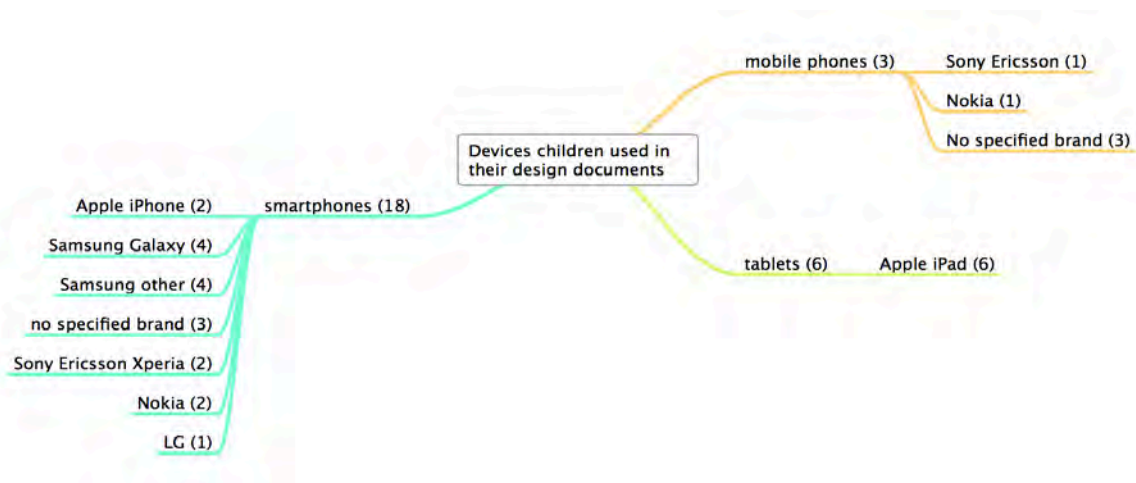 Devices children used in
their design documents
mobile phones (3)
Sony Ericsson (1)
Nokia (1)
No specified brand (3)
tablets (6)
Apple iPad (6)
smartphones (18)
Apple iPhone (2)
Samsung Galaxy (4)
Samsung other (4)
no specified brand (3)
Sony Ericsson Xperia (2)
Nokia (2)
LG (1)